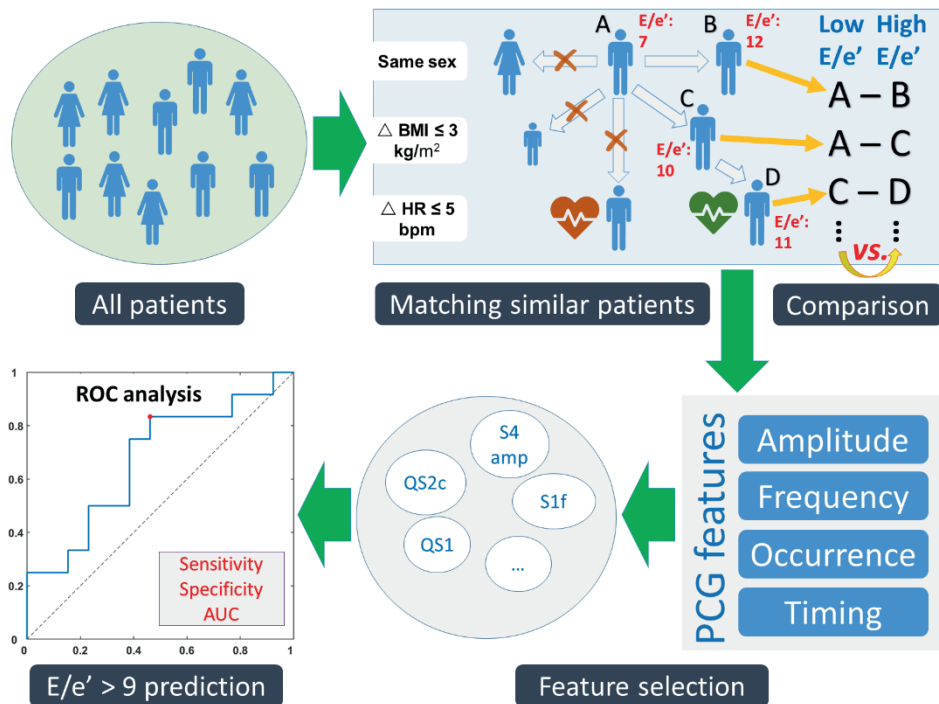 All patients
Same sex
△ BMI ≤ 3
kg/m²
△ HR ≤ 5
bpm
A
E/e':
7
B
E/e':
12
C
E/e':
10
D
E/e':
11
Low High
E/e' E/e'
A – B
A – C
C – D
vs.
Matching similar patients
Comparison
PCG features
Amplitude
Frequency
Occurrence
Timing
S4
amp
QS2c
S1f
QS1
...
Feature selection
ROC analysis
1
0.8
0.6
0.4
0.2
0
0 0.2 0.4 0.6 0.8 1
Sensitivity
Specificity
AUC
E/e' > 9 prediction